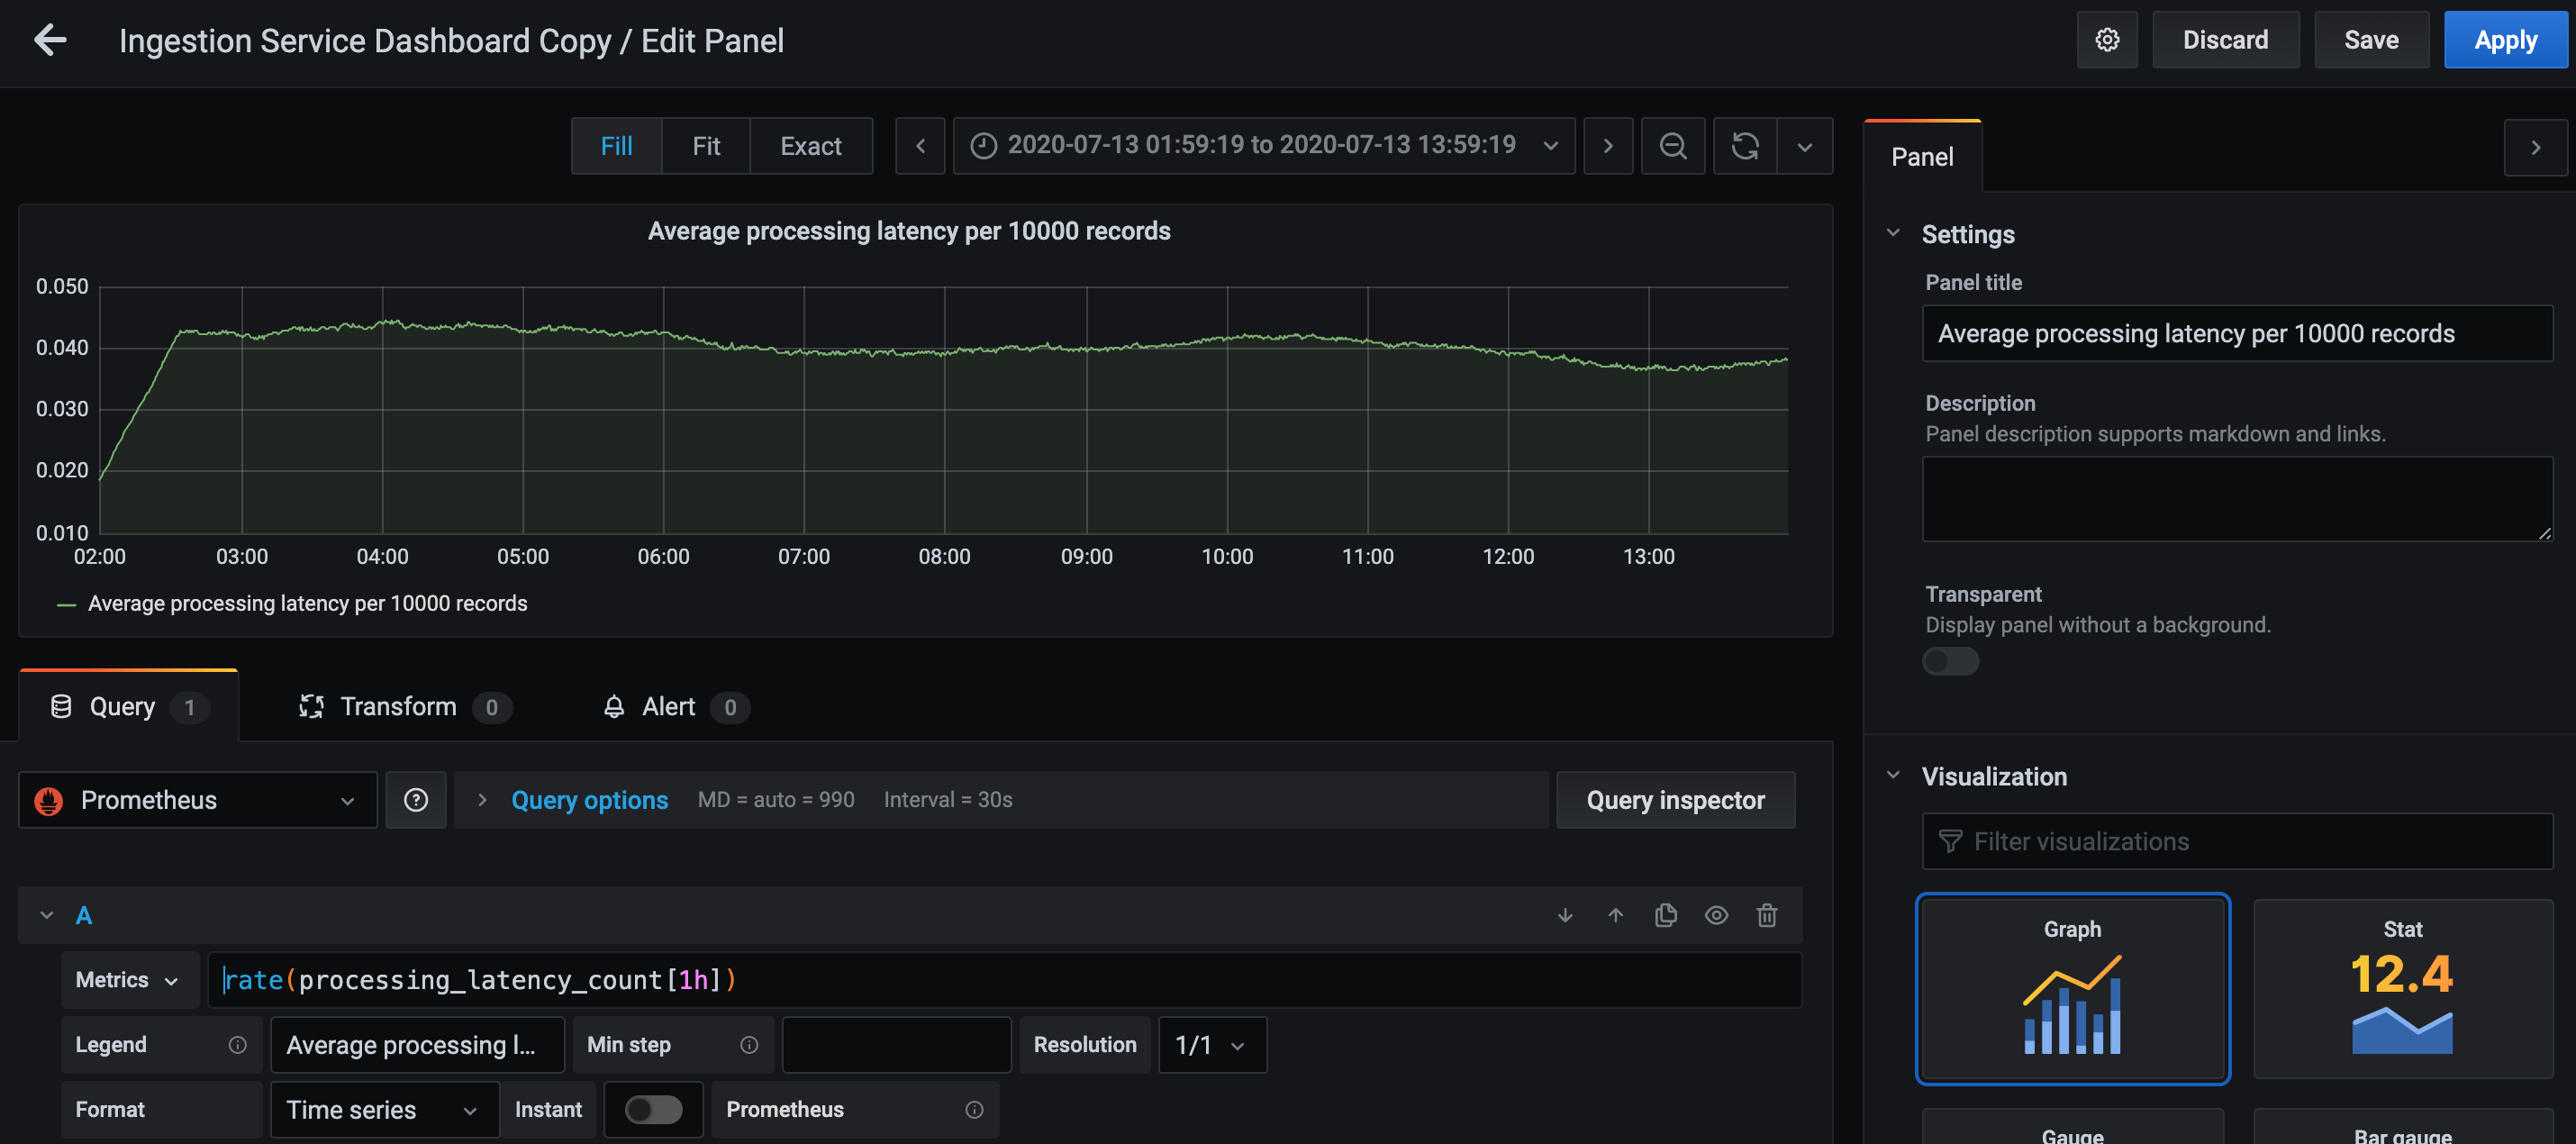 Ingestion Service Dashboard Copy / Edit Panel
Discard
Save
Apply
Fill
Fit
Exact
2020-07-13 01:59:19 to 2020-07-13 13:59:19
Average processing latency per 10000 records
0.050
0.040
0.030
0.020
0.010
02:00 03:00 04:00 05:00 06:00 07:00 08:00 09:00 10:00 11:00 12:00 13:00
Average processing latency per 10000 records
Query 1
Transform 0
Alert 0
Prometheus
Query options MD = auto = 990 Interval = 30s
Query inspector
A
Metrics
rate(processing_latency_count[1h])
Legend
Average processing l...
Min step
Resolution
1/1
Format
Time series
Instant
Prometheus
Panel
Settings
Panel title
Average processing latency per 10000 records
Description
Panel description supports markdown and links.
Transparent
Display panel without a background.
Visualization
Filter visualizations
Graph
Stat
12.4
Gauge
Bar gauge